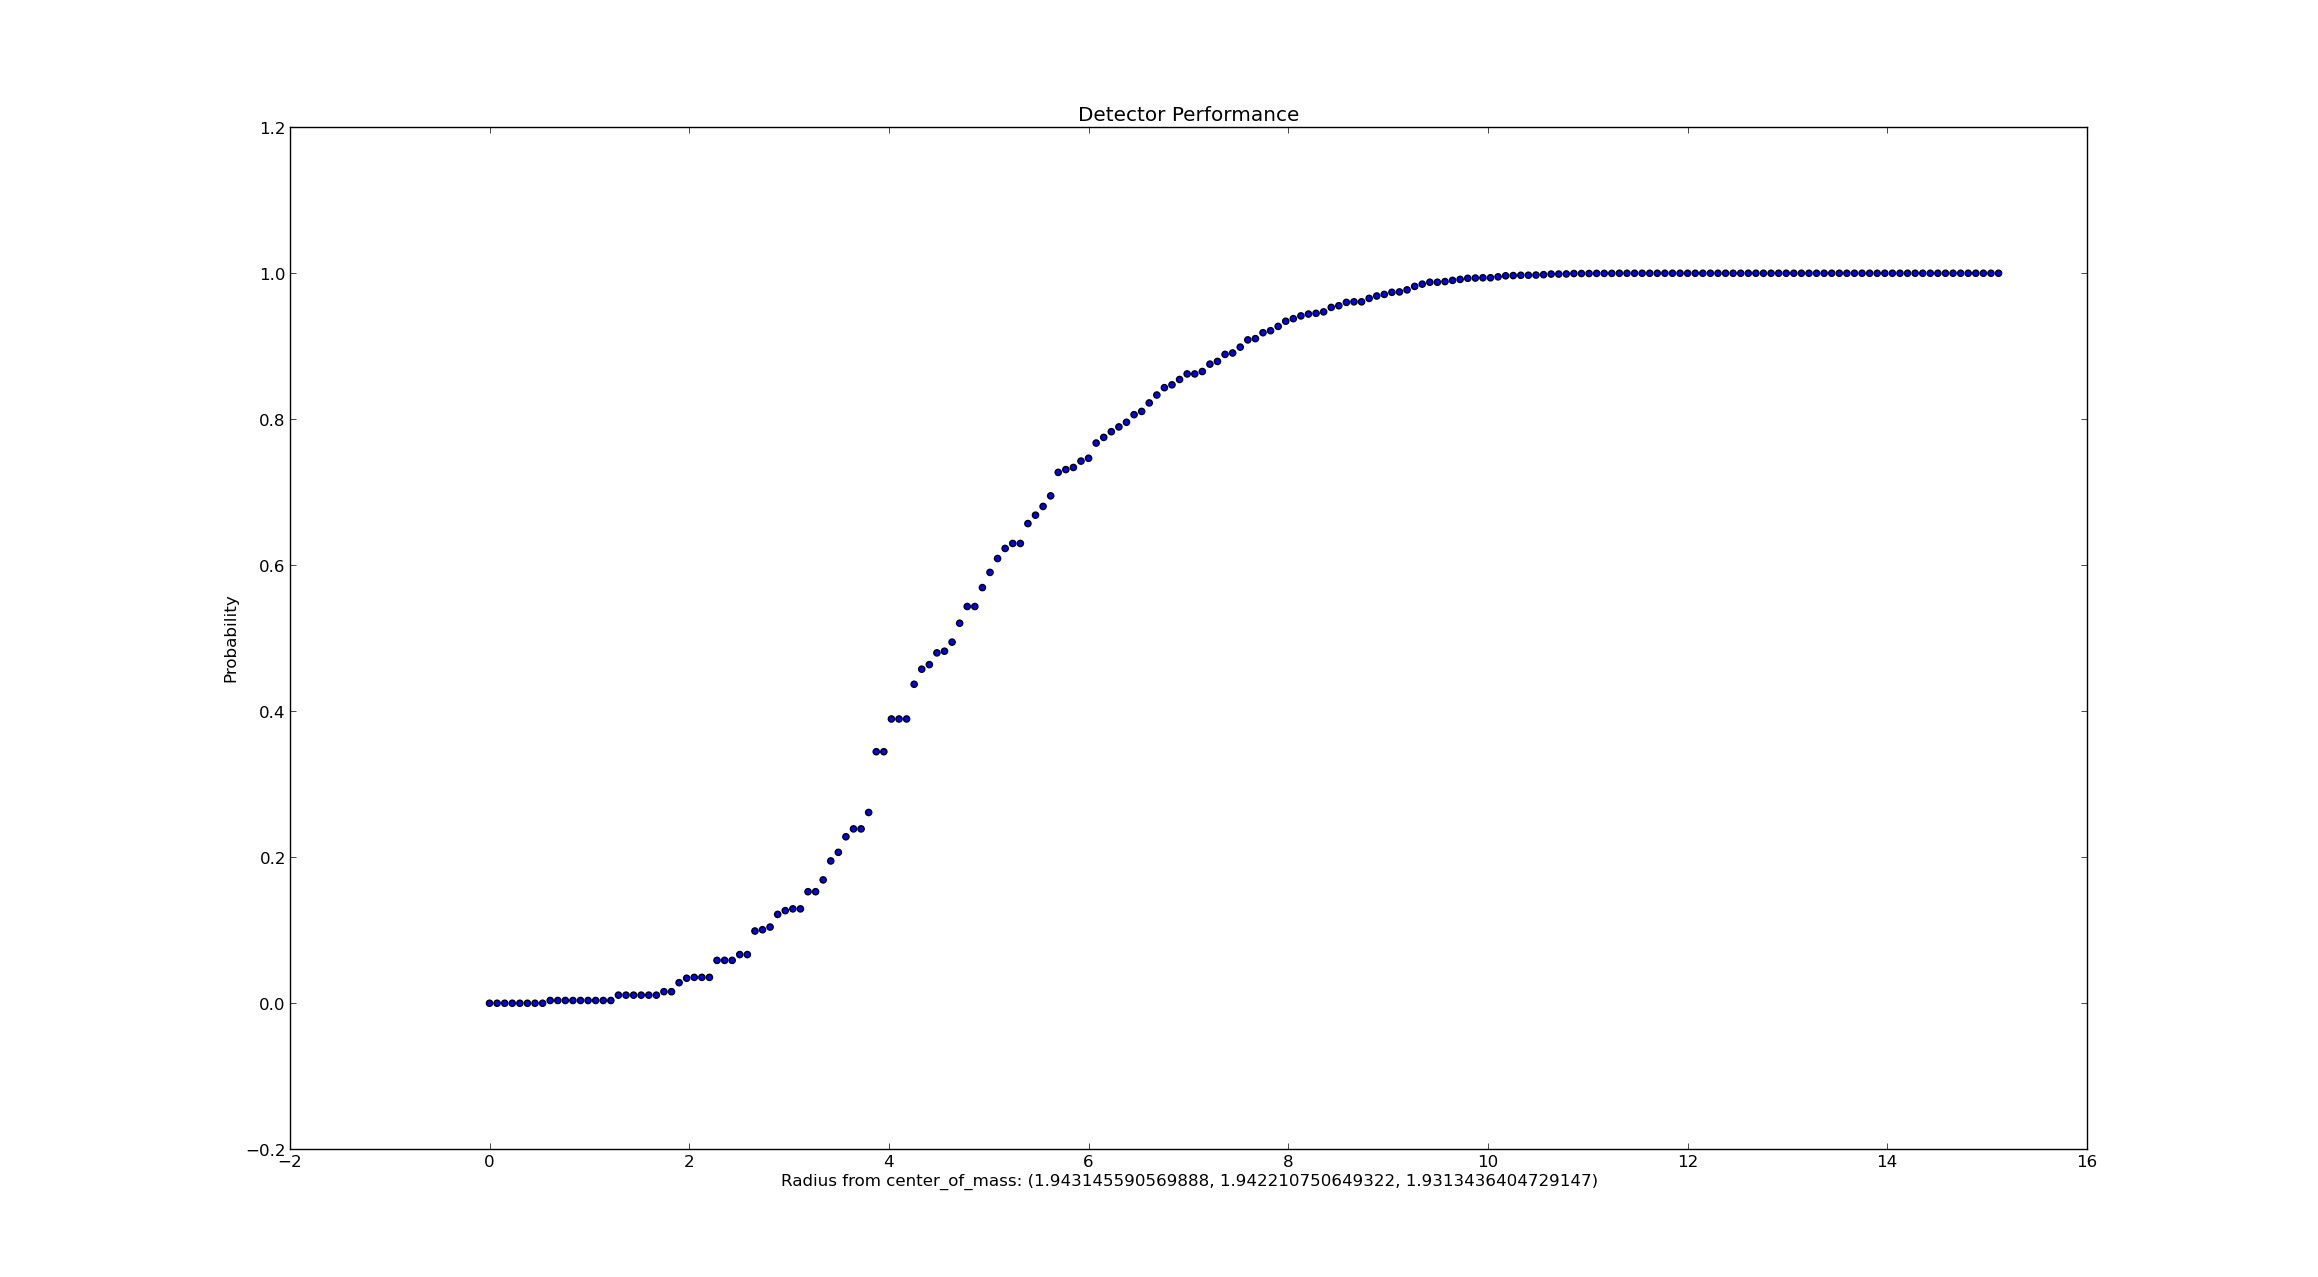 Detector Performance
1.2
1.0
0.8
0.6
0.4
0.2
0.0
−0.2
Probability
−2 0 2 4 6 8 10 12 14 16
Radius from center_of_mass: (1.943145590569888, 1.942210750649322, 1.9313436404729147)